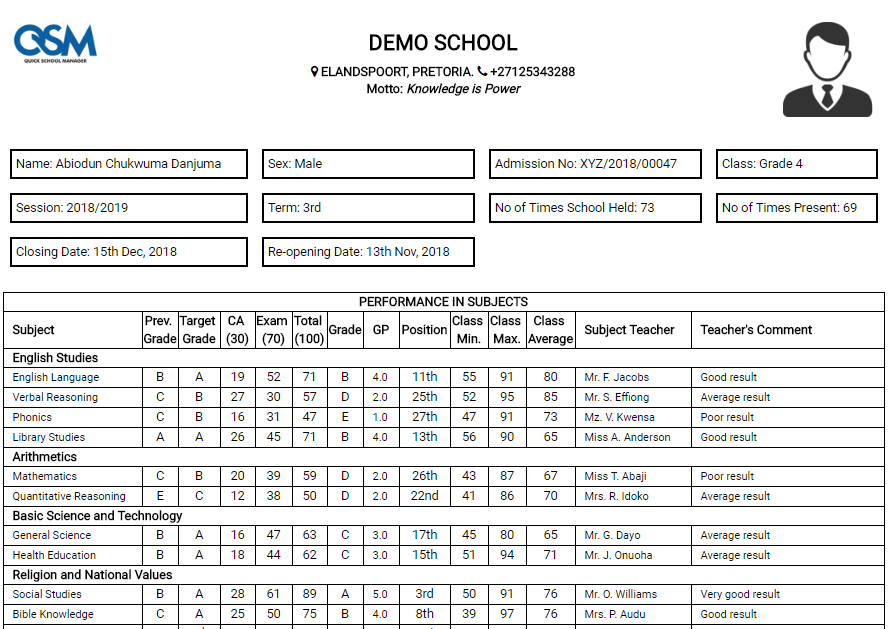 QSM
QUICK SCHOOL MANAGER
DEMO SCHOOL
ELANDSPOORT, PRETORIA. +27125343288
Motto: Knowledge is Power
Name: Abiodun Chukwuma Danjuma Sex: Male Admission No: XYZ/2018/00047 Class: Grade 4
Session: 2018/2019 Term: 3rd No of Times School Held: 73 No of Times Present: 69
Closing Date: 15th Dec, 2018 Re-opening Date: 13th Nov, 2018
PERFORMANCE IN SUBJECTS
Subject Prev. Grade Target Grade CA (30) Exam (70) Total (100) Grade GP Position Class Min. Class Max. Class Average Subject Teacher Teacher's Comment
English Studies
English Language B A 19 52 71 B 4.0 11th 55 91 80 Mr. F. Jacobs Good result
Verbal Reasoning C B 27 30 57 D 2.0 25th 52 95 85 Mr. S. Effiong Average result
Phonics C B 16 31 47 E 1.0 27th 47 91 73 Mz. V. Kwensa Poor result
Library Studies A A 26 45 71 B 4.0 13th 56 90 65 Miss A. Anderson Good result
Arithmetics
Mathematics C B 20 39 59 D 2.0 26th 43 87 67 Miss T. Abaji Poor result
Quantitative Reasoning E C 12 38 50 D 2.0 22nd 41 86 70 Mrs. R. Idoko Average result
Basic Science and Technology
General Science B A 16 47 63 C 3.0 17th 45 80 65 Mr. G. Dayo Average result
Health Education B A 18 44 62 C 3.0 15th 51 94 71 Mr. J. Onuoha Average result
Religion and National Values
Social Studies B A 28 61 89 A 5.0 3rd 50 91 76 Mr. O. Williams Very good result
Bible Knowledge C A 25 50 75 B 4.0 8th 39 97 76 Mrs. P. Audu Good result